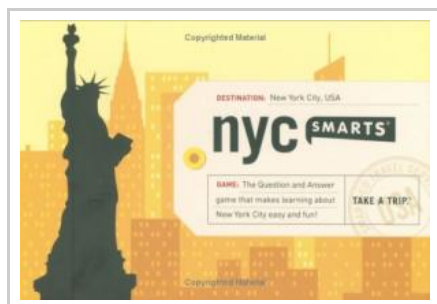 Copyrighted Material
DESTINATION: New York City, USA
nyc SMARTS
GAME: The Question and Answer
game that makes learning about
New York City easy and fun!
TAKE A TRIP.
USA
Copyrighted Material